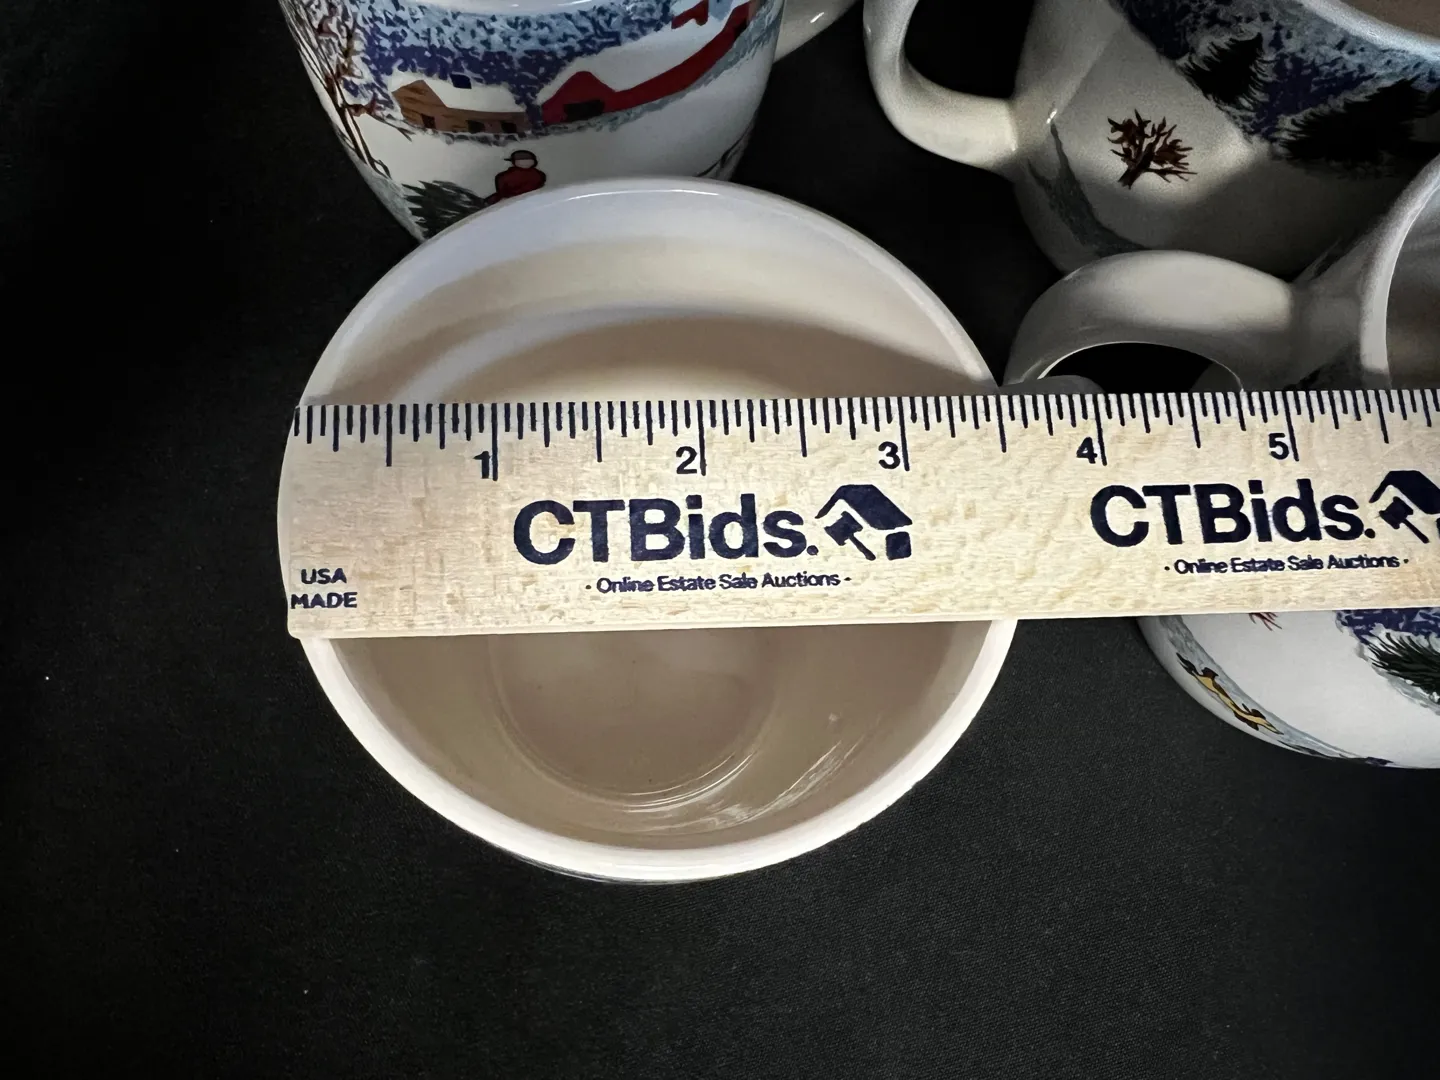 1 2 3 4 5
CTBids. CTBids.
· Online Estate Sale Auctions · · Online Estate Sale Auctions ·
USA
MADE